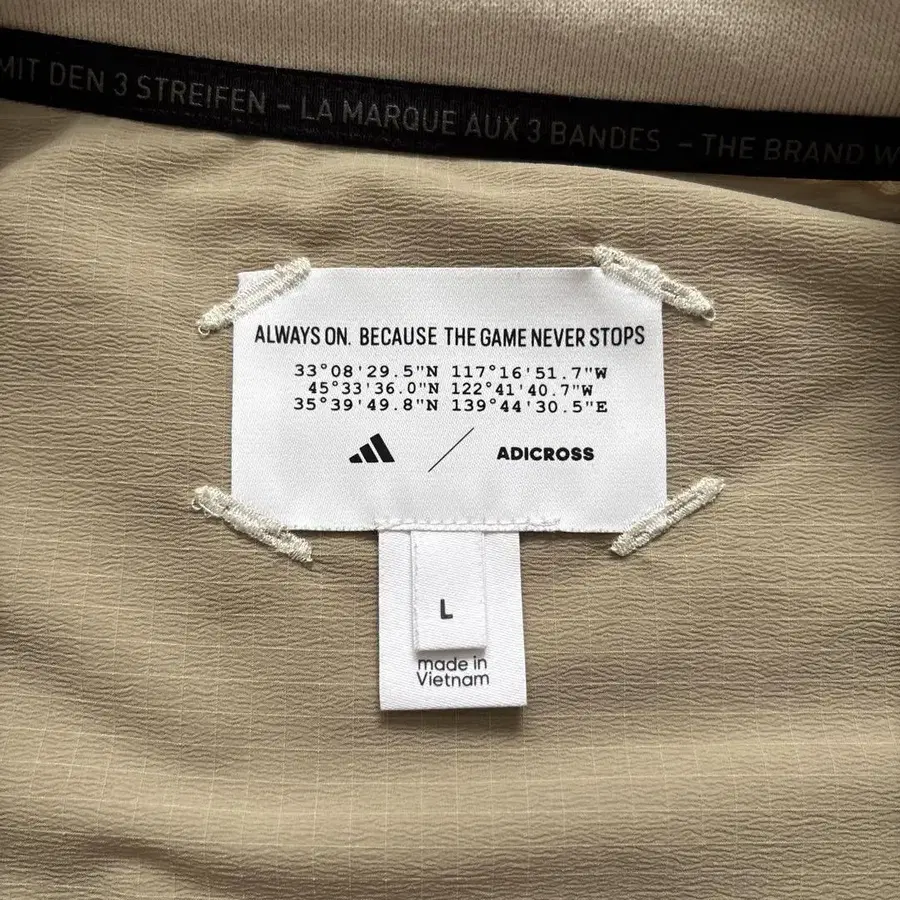 MIT DEN 3 STREIFEN – LA MARQUE AUX 3 BANDES – THE BRAND W
ALWAYS ON. BECAUSE THE GAME NEVER STOPS
33°08'29.5"N 117°16'51.7"W
45°33'36.0"N 122°41'40.7"W
35°39'49.8"N 139°44'30.5"E
ADICROSS
L
made in
Vietnam